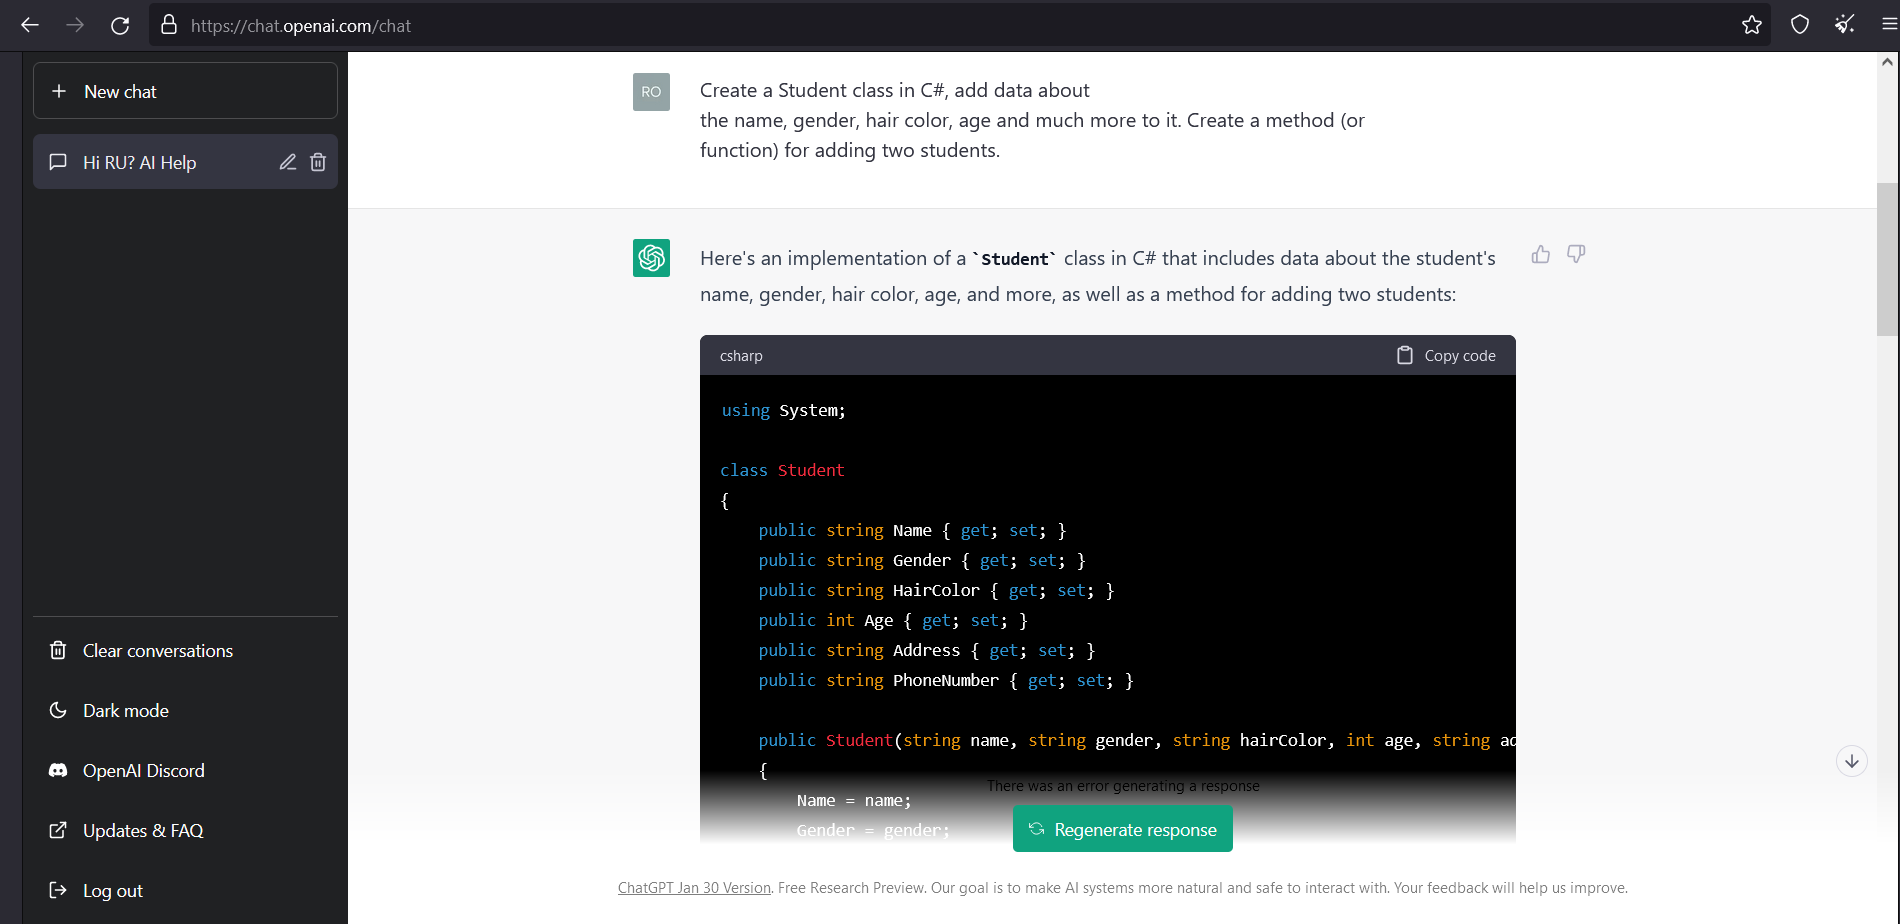 https://chat.openai.com/chat
New chat
Hi RU? AI Help
Clear conversations
Dark mode
OpenAI Discord
Updates & FAQ
Log out
RO
Create a Student class in C#, add data about
the name, gender, hair color, age and much more to it. Create a method (or
function) for adding two students.
Here's an implementation of a `Student` class in C# that includes data about the student's
name, gender, hair color, age, and more, as well as a method for adding two students:
csharp
Copy code
using System;
class Student
{
public string Name { get; set; }
public string Gender { get; set; }
public string HairColor { get; set; }
public int Age { get; set; }
public string Address { get; set; }
public string PhoneNumber { get; set; }
public Student(string name, string gender, string hairColor, int age, string ad
{
There was an error generating a response
Name = name;
Gender = gender;
Regenerate response
ChatGPT Jan 30 Version. Free Research Preview. Our goal is to make AI systems more natural and safe to interact with. Your feedback will help us improve.